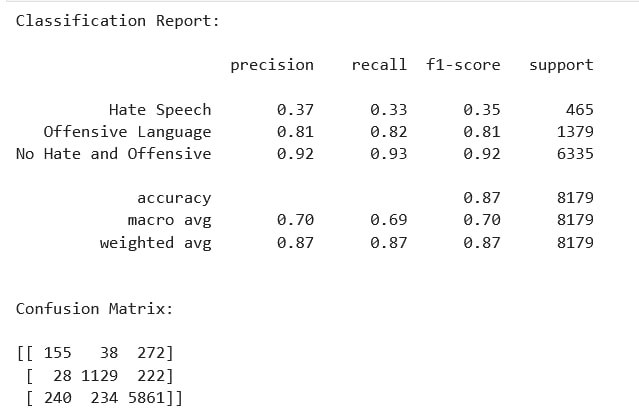 Classification Report:
precision recall f1-score support
Hate Speech 0.37 0.33 0.35 465
Offensive Language 0.81 0.82 0.81 1379
No Hate and Offensive 0.92 0.93 0.92 6335
accuracy 0.87 8179
macro avg 0.70 0.69 0.70 8179
weighted avg 0.87 0.87 0.87 8179
Confusion Matrix:
[[ 155 38 272]
[ 28 1129 222]
[ 240 234 5861]]